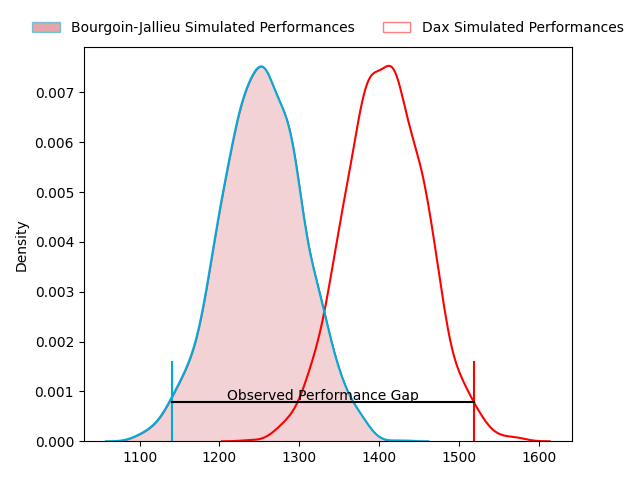 Bourgoin-Jallieu Simulated Performances Dax Simulated Performances
Density
0.007
0.006
0.005
0.004
0.003
0.002
0.001
0.000
Observed Performance Gap
1100 1200 1300 1400 1500 1600